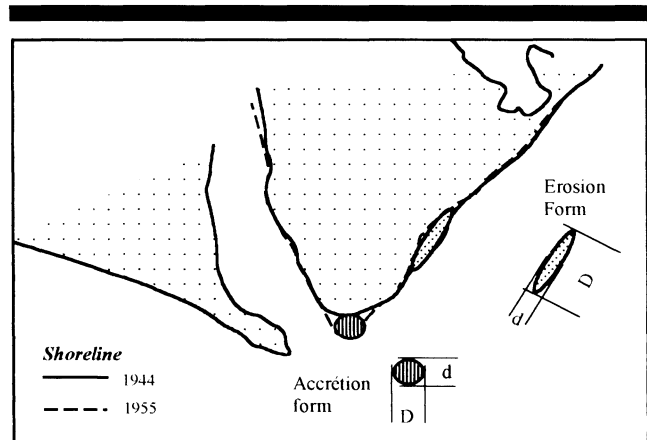 Erosion
Form
D
d
Shoreline
1944
1955
Accrétion
form
d
D